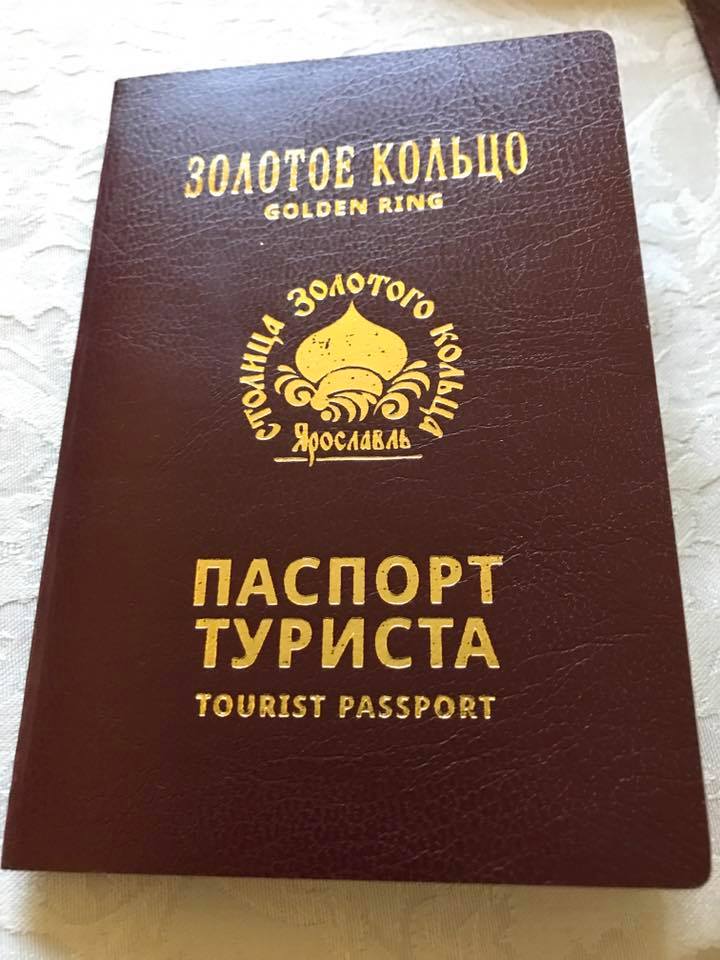 ЗОЛОТОЕ КОЛЬЦО
GOLDEN RING
СТОЛИЦА ЗОЛОТОГО КОЛЬЦА
ЯРОСЛАВЛЬ
ПАСПОРТ
ТУРИСТА
TOURIST PASSPORT